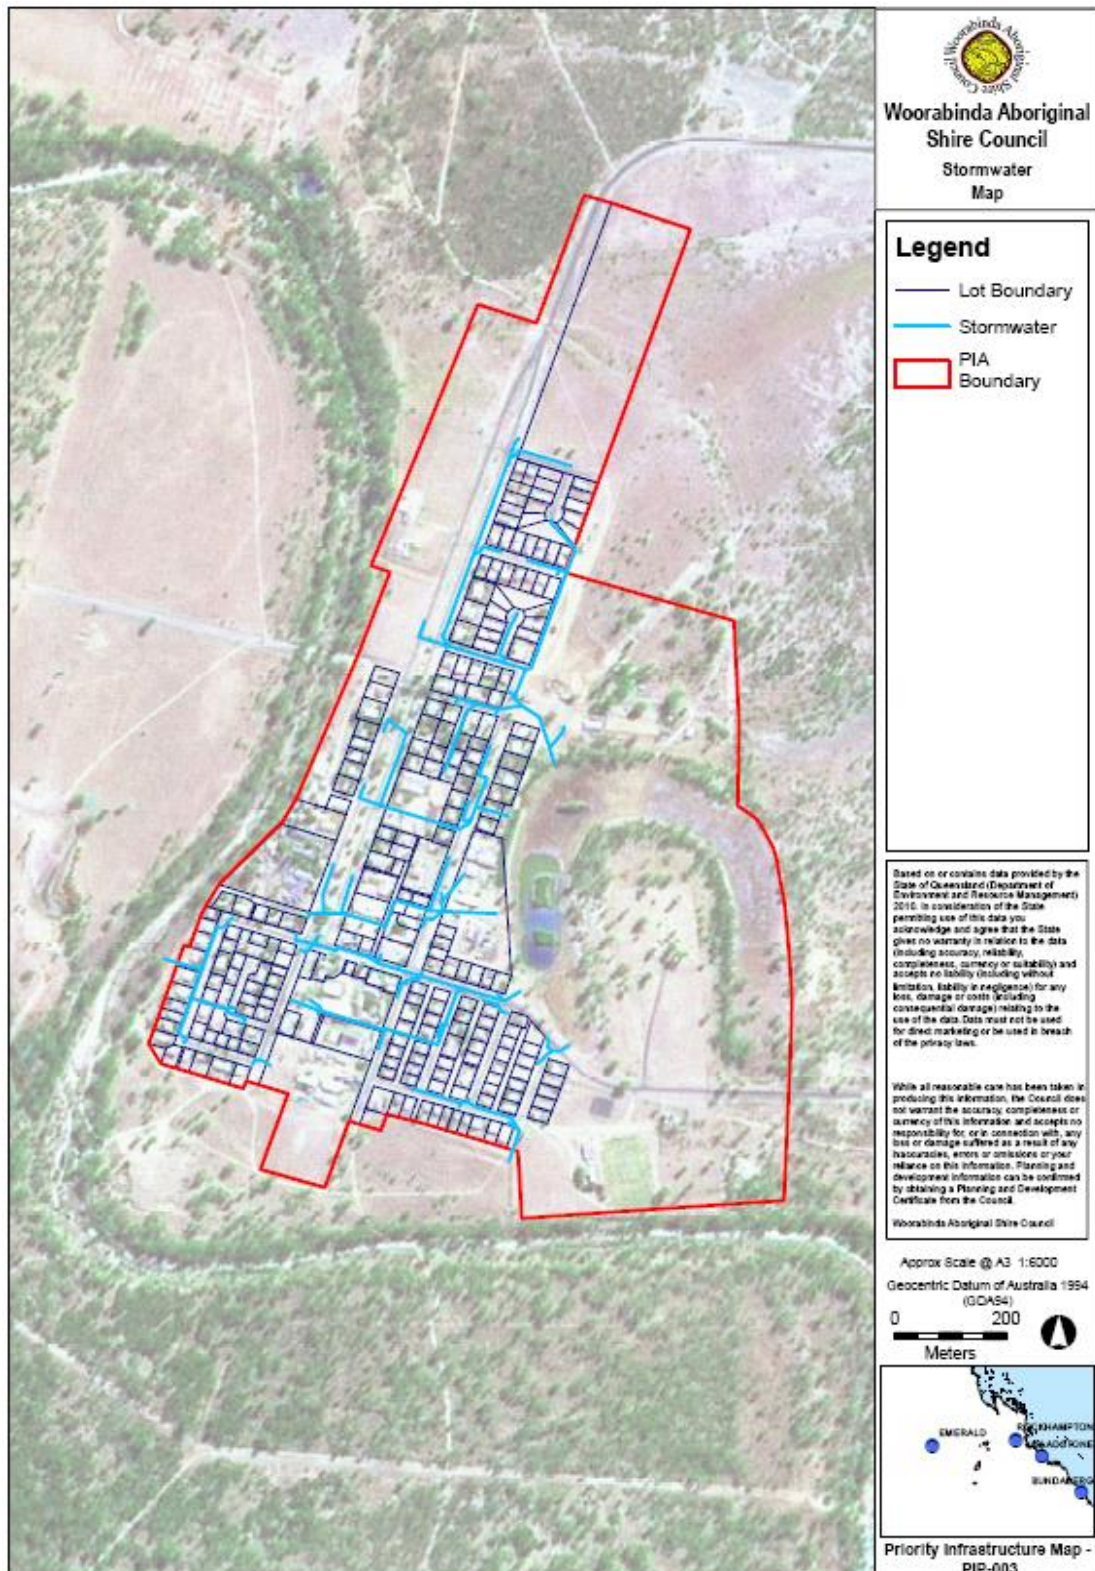 Woorabinda Aboriginal Shire Council
Woorabinda Aboriginal
Shire Council
Stormwater
Map
Legend
Lot Boundary
Stormwater
PIA
Boundary
Based on or contains data provided by the
State of Queensland (Department of
Environment and Resource Management)
2010. In consideration of the State
permitting use of this data you
acknowledge and agree that the State
gives no warranty in relation to the data
(including accuracy, reliability,
completeness, currency or suitability) and
accepts no liability (including without
limitation, liability in negligence) for any
loss, damage or costs (including
consequential damage) relating to the
use of the data. Data must not be used
for direct marketing or be used in breach
of the privacy laws.
While all reasonable care has been taken in
producing this information, the Council does
not warrant the accuracy, completeness or
currency of this information and accepts no
responsibility for, or in connection with, any
loss or damage suffered as a result of any
inaccuracies, errors or omissions or your
reliance on this information. Planning and
development information can be confirmed
by obtaining a Planning and Development
Certificate from the Council.
Woorabinda Aboriginal Shire Council
Approx Scale @ A3 1:6000
Geocentric Datum of Australia 1994
(GDA94)
0 200
Meters
EMERALD
ROCKHAMPTON
GLADSTONE
BUNDABERG
Priority Infrastructure Map -
PIP-003